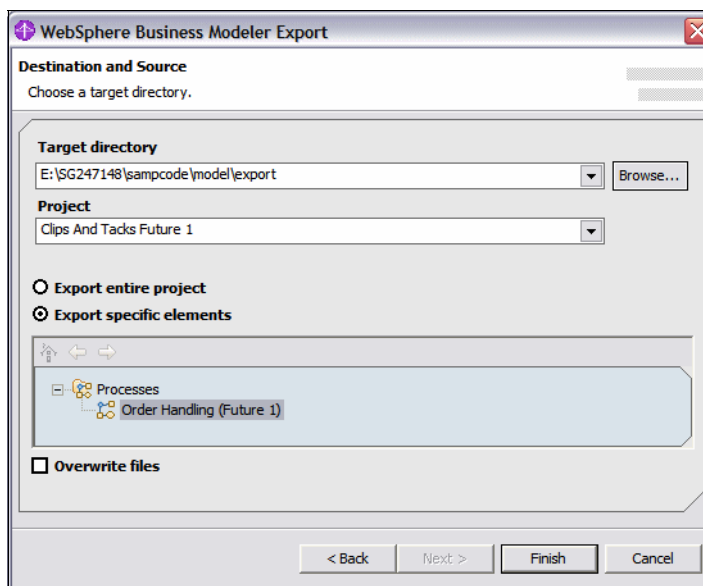 WebSphere Business Modeler Export
Destination and Source
Choose a target directory.
Target directory
E:\SG247148\sampcode\model\export
Browse...
Project
Clips And Tacks Future 1
Export entire project
Export specific elements
Processes
Order Handling (Future 1)
Overwrite files
< Back Next > Finish Cancel